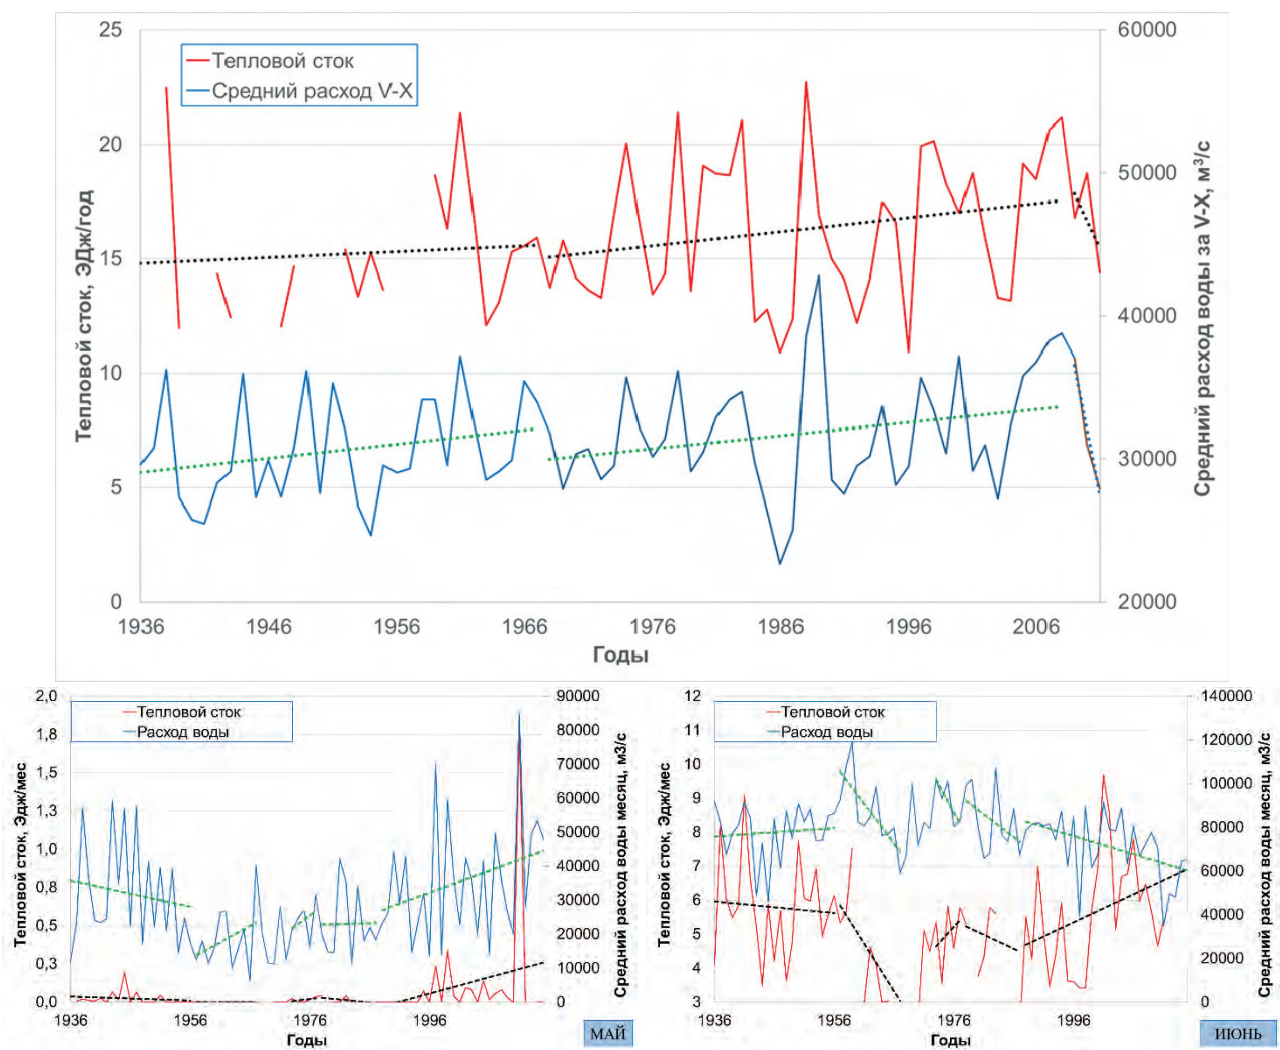 25
20
15
10
5
0
Тепловой сток, ЭДж/год
Тепловой сток
Средний расход V-X
60000
50000
40000
30000
20000
Средний расход воды за V-X, м³/с
1936 1946 1956 1966 1976 1986 1996 2006
Годы
2,0
1,8
1,5
1,3
1,0
0,8
0,5
0,3
0,0
Тепловой сток, Эдж/мес
Тепловой сток
Расход воды
90000
80000
70000
60000
50000
40000
30000
20000
10000
0
Средний расход воды месяц, м3/с
1936 1956 1976 1996
Годы
МАЙ
12
11
10
9
8
7
6
5
4
3
Тепловой сток, Эдж/мес
Тепловой сток
Расход воды
140000
120000
100000
80000
60000
40000
20000
0
Средний расход воды месяц, м3/с
1936 1956 1976 1996
Годы
ИЮНЬ